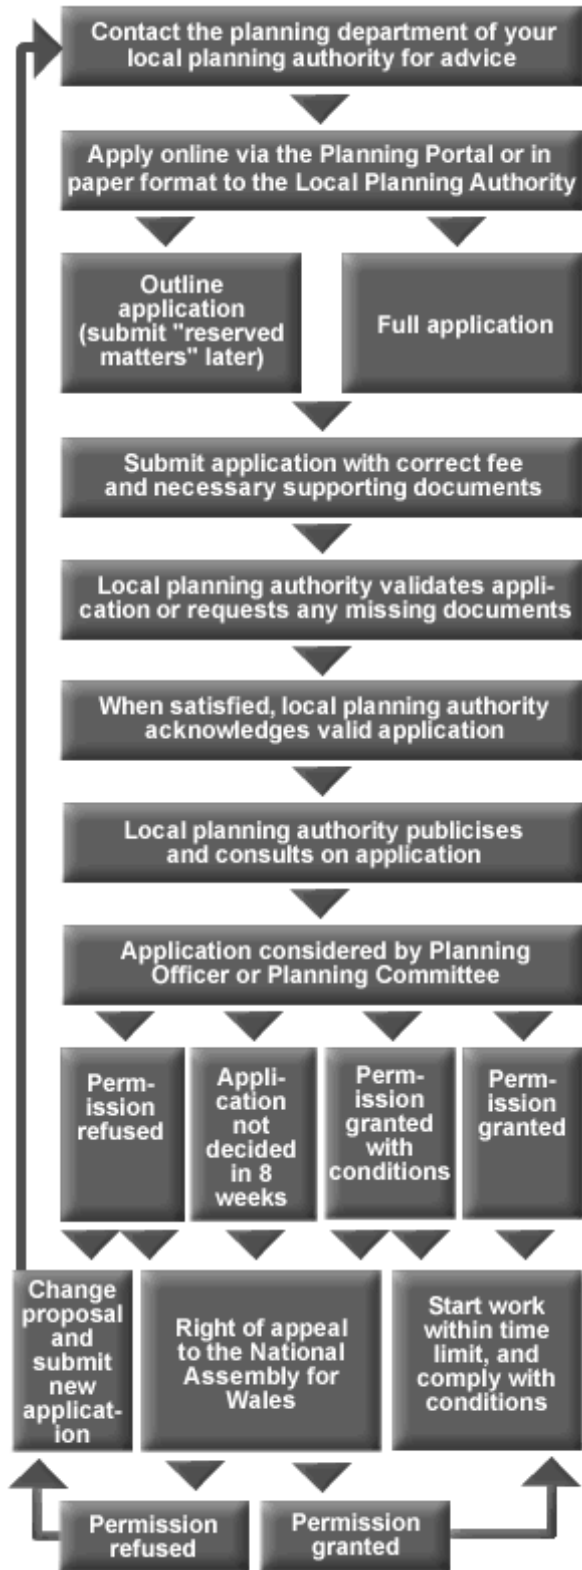 Contact the planning department of your
local planning authority for advice
Apply online via the Planning Portal or in
paper format to the Local Planning Authority
Outline
application
(submit "reserved
matters" later)
Full application
Submit application with correct fee
and necessary supporting documents
Local planning authority validates appli-
cation or requests any missing documents
When satisfied, local planning authority
acknowledges valid application
Local planning authority publicises
and consults on application
Application considered by Planning
Officer or Planning Committee
Perm-
ission
refused
Appli-
cation
not
decided
in 8
weeks
Perm-
ission
granted
with
conditions
Perm-
ission
granted
Change
proposal
and
submit
new
applicat-
ion
Right of appeal
to the National
Assembly for
Wales
Start work
within time
limit, and
comply with
conditions
Permission
refused
Permission
granted